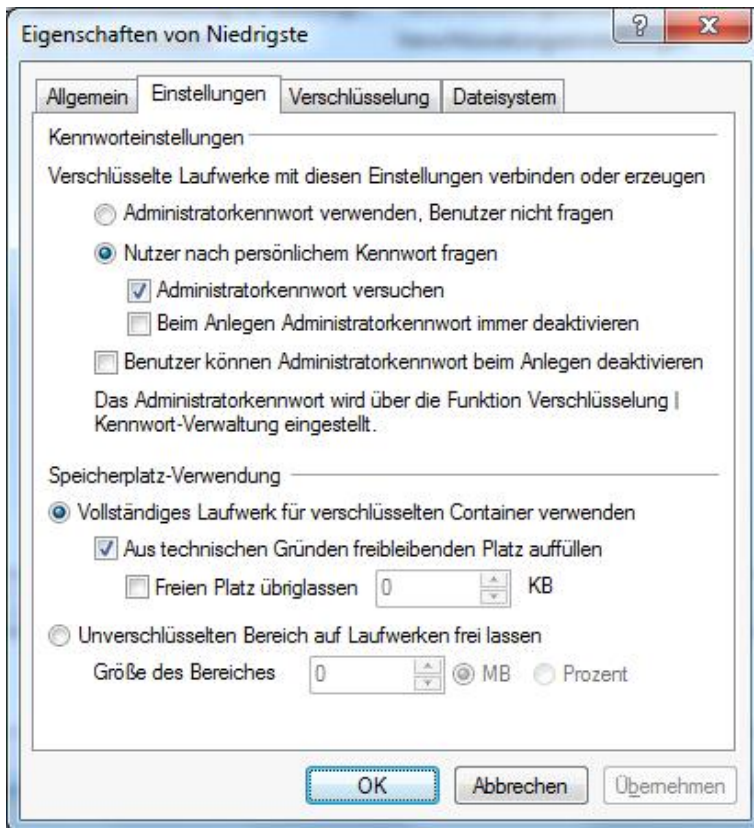 Eigenschaften von Niedrigste
Allgemein Einstellungen Verschlüsselung Dateisystem
Kennworteinstellungen
Verschlüsselte Laufwerke mit diesen Einstellungen verbinden oder erzeugen
Administratorkennwort verwenden, Benutzer nicht fragen
Nutzer nach persönlichem Kennwort fragen
Administratorkennwort versuchen
Beim Anlegen Administratorkennwort immer deaktivieren
Benutzer können Administratorkennwort beim Anlegen deaktivieren
Das Administratorkennwort wird über die Funktion Verschlüsselung |
Kennwort-Verwaltung eingestellt.
Speicherplatz-Verwendung
Vollständiges Laufwerk für verschlüsselten Container verwenden
Aus technischen Gründen freibleibenden Platz auffüllen
Freien Platz übriglassen 0 KB
Unverschlüsselten Bereich auf Laufwerken frei lassen
Größe des Bereiches 0 MB Prozent
OK Abbrechen Übernehmen